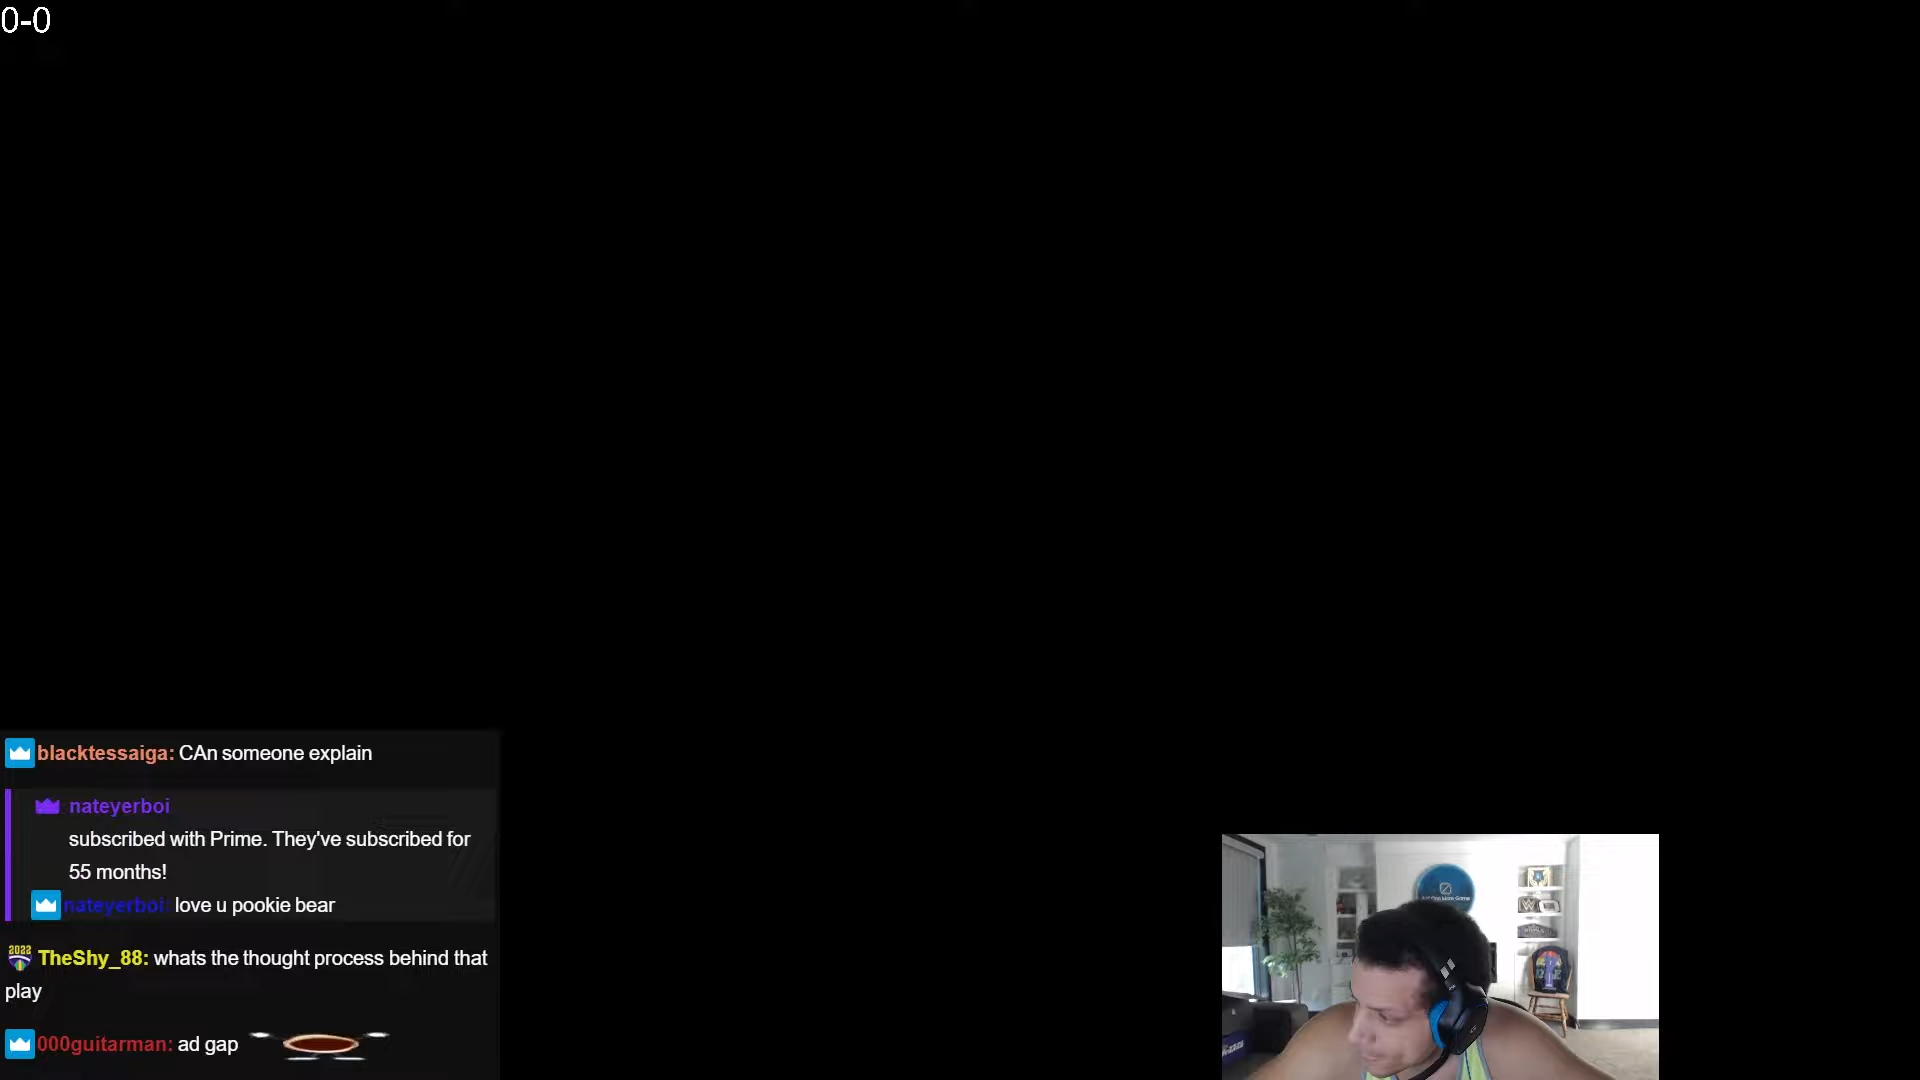 0-0
blacktessaiga: CAn someone explain
nateyerboi
subscribed with Prime. They've subscribed for
55 months!
nateyerboi: love u pookie bear
2022
TheShy_88: whats the thought process behind that
play
000guitarman: ad gap